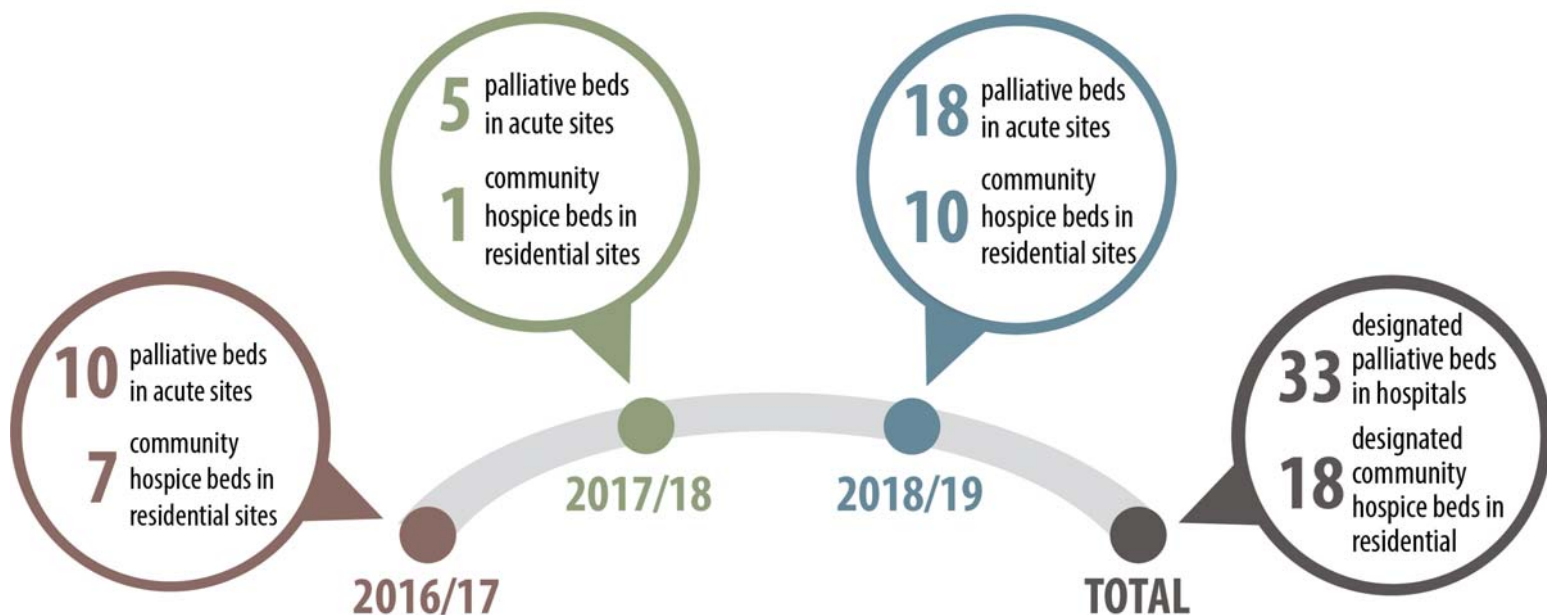 10 palliative beds
in acute sites
7 community
hospice beds in
residential sites
2016/17
5 palliative beds
in acute sites
1 community
hospice beds in
residential sites
2017/18
18 palliative beds
in acute sites
10 community
hospice beds in
residential sites
2018/19
33 designated
palliative beds
in hospitals
18 designated
community
hospice beds in
residential
TOTAL